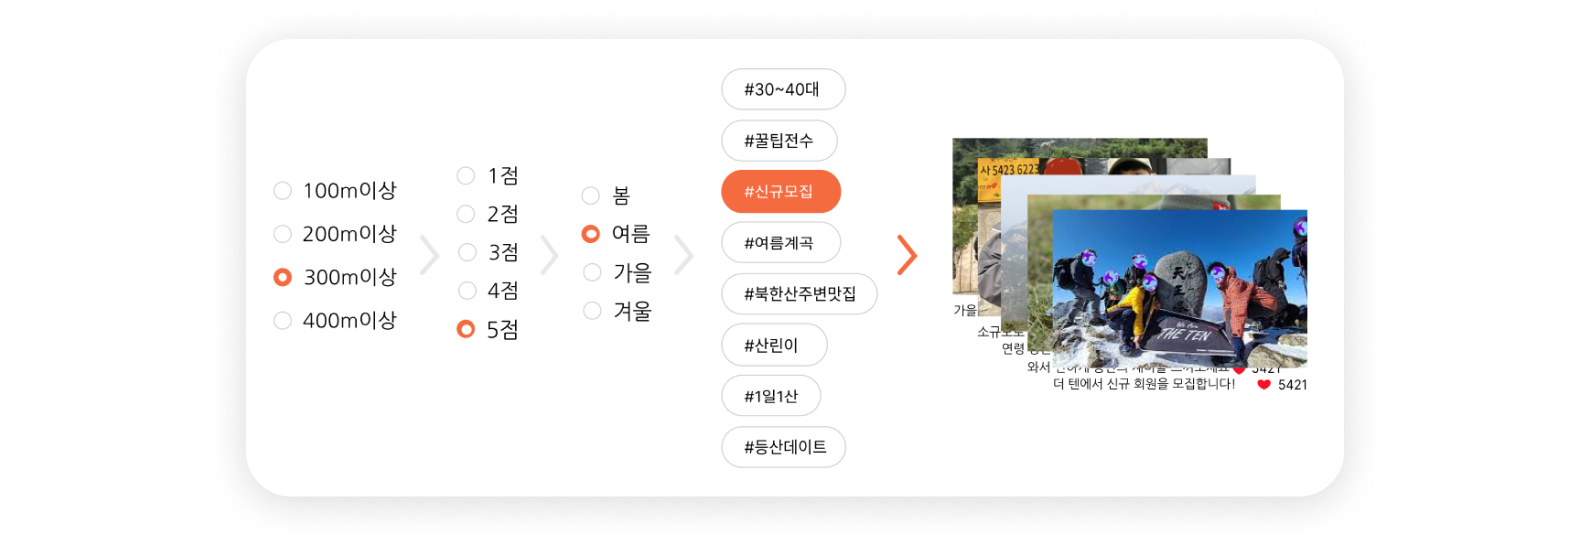 100m이상
200m이상
300m이상
400m이상
1점
2점
3점
4점
5점
봄
여름
가을
겨울
#30~40대
#꿀팁전수
#신규모집
#여름계곡
#북한산주변맛집
#산린이
#1일1산
#등산데이트
사 5423 6223
天
王
THE TEN
가을
소규모로
연령
와서
5421
더 텐에서 신규 회원을 모집합니다!
5421